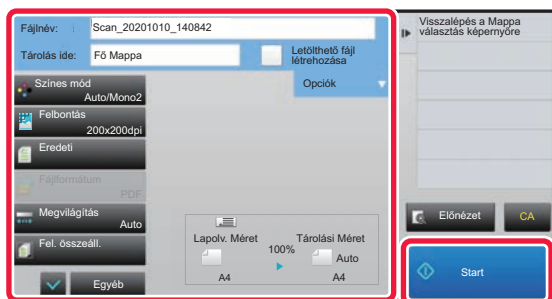 Fájlnév: :
Scan_20201010_140842
Tárolás ide:
Fő Mappa
Letölthető fájl
létrehozása
Opciók
Színes mód
Auto/Mono2
Felbontás
200x200dpi
Eredeti
Fájlformátum
PDF
Megvilágítás
Auto
Fel. összeáll.
Egyéb
Lapolv. Méret
A4
100%
Tárolási Méret
Auto
A4
Visszalépés a Mappa
választás képernyőre
Előnézet
CA
Start